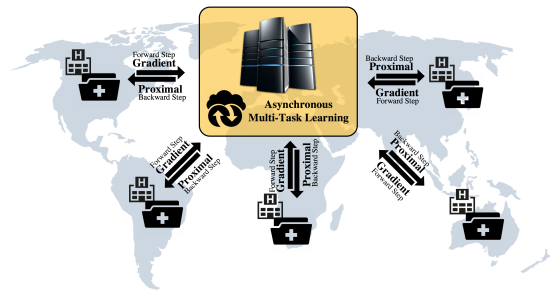 Forward Step
Gradient
Proximal
Backward Step
Asynchronous
Multi-Task Learning
Backward Step
Proximal
Gradient
Forward Step
H
H
Forward Step
Gradient
Proximal
Backward Step
Forward Step
Gradient
Proximal
Backward Step
Backward Step
Proximal
Gradient
Forward Step
H
H
H